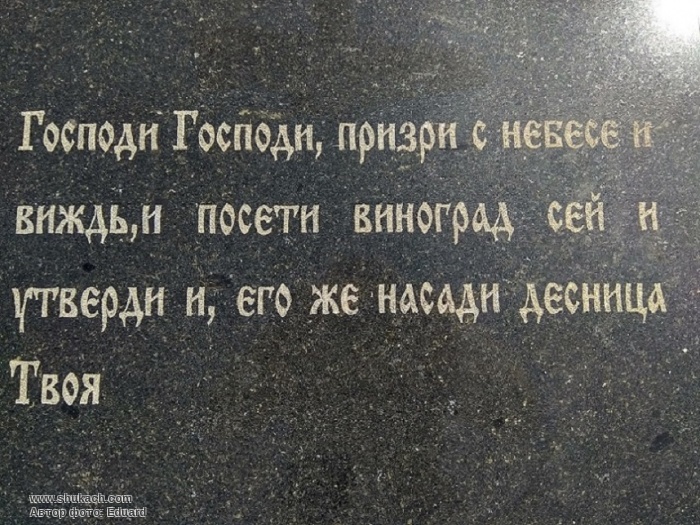 Господи Господи, призри с небесе и
виждь,и посети виноград сей и
утверди и, его же насади десница
Твоя
www.shukach.com
Автор фото: Eduard